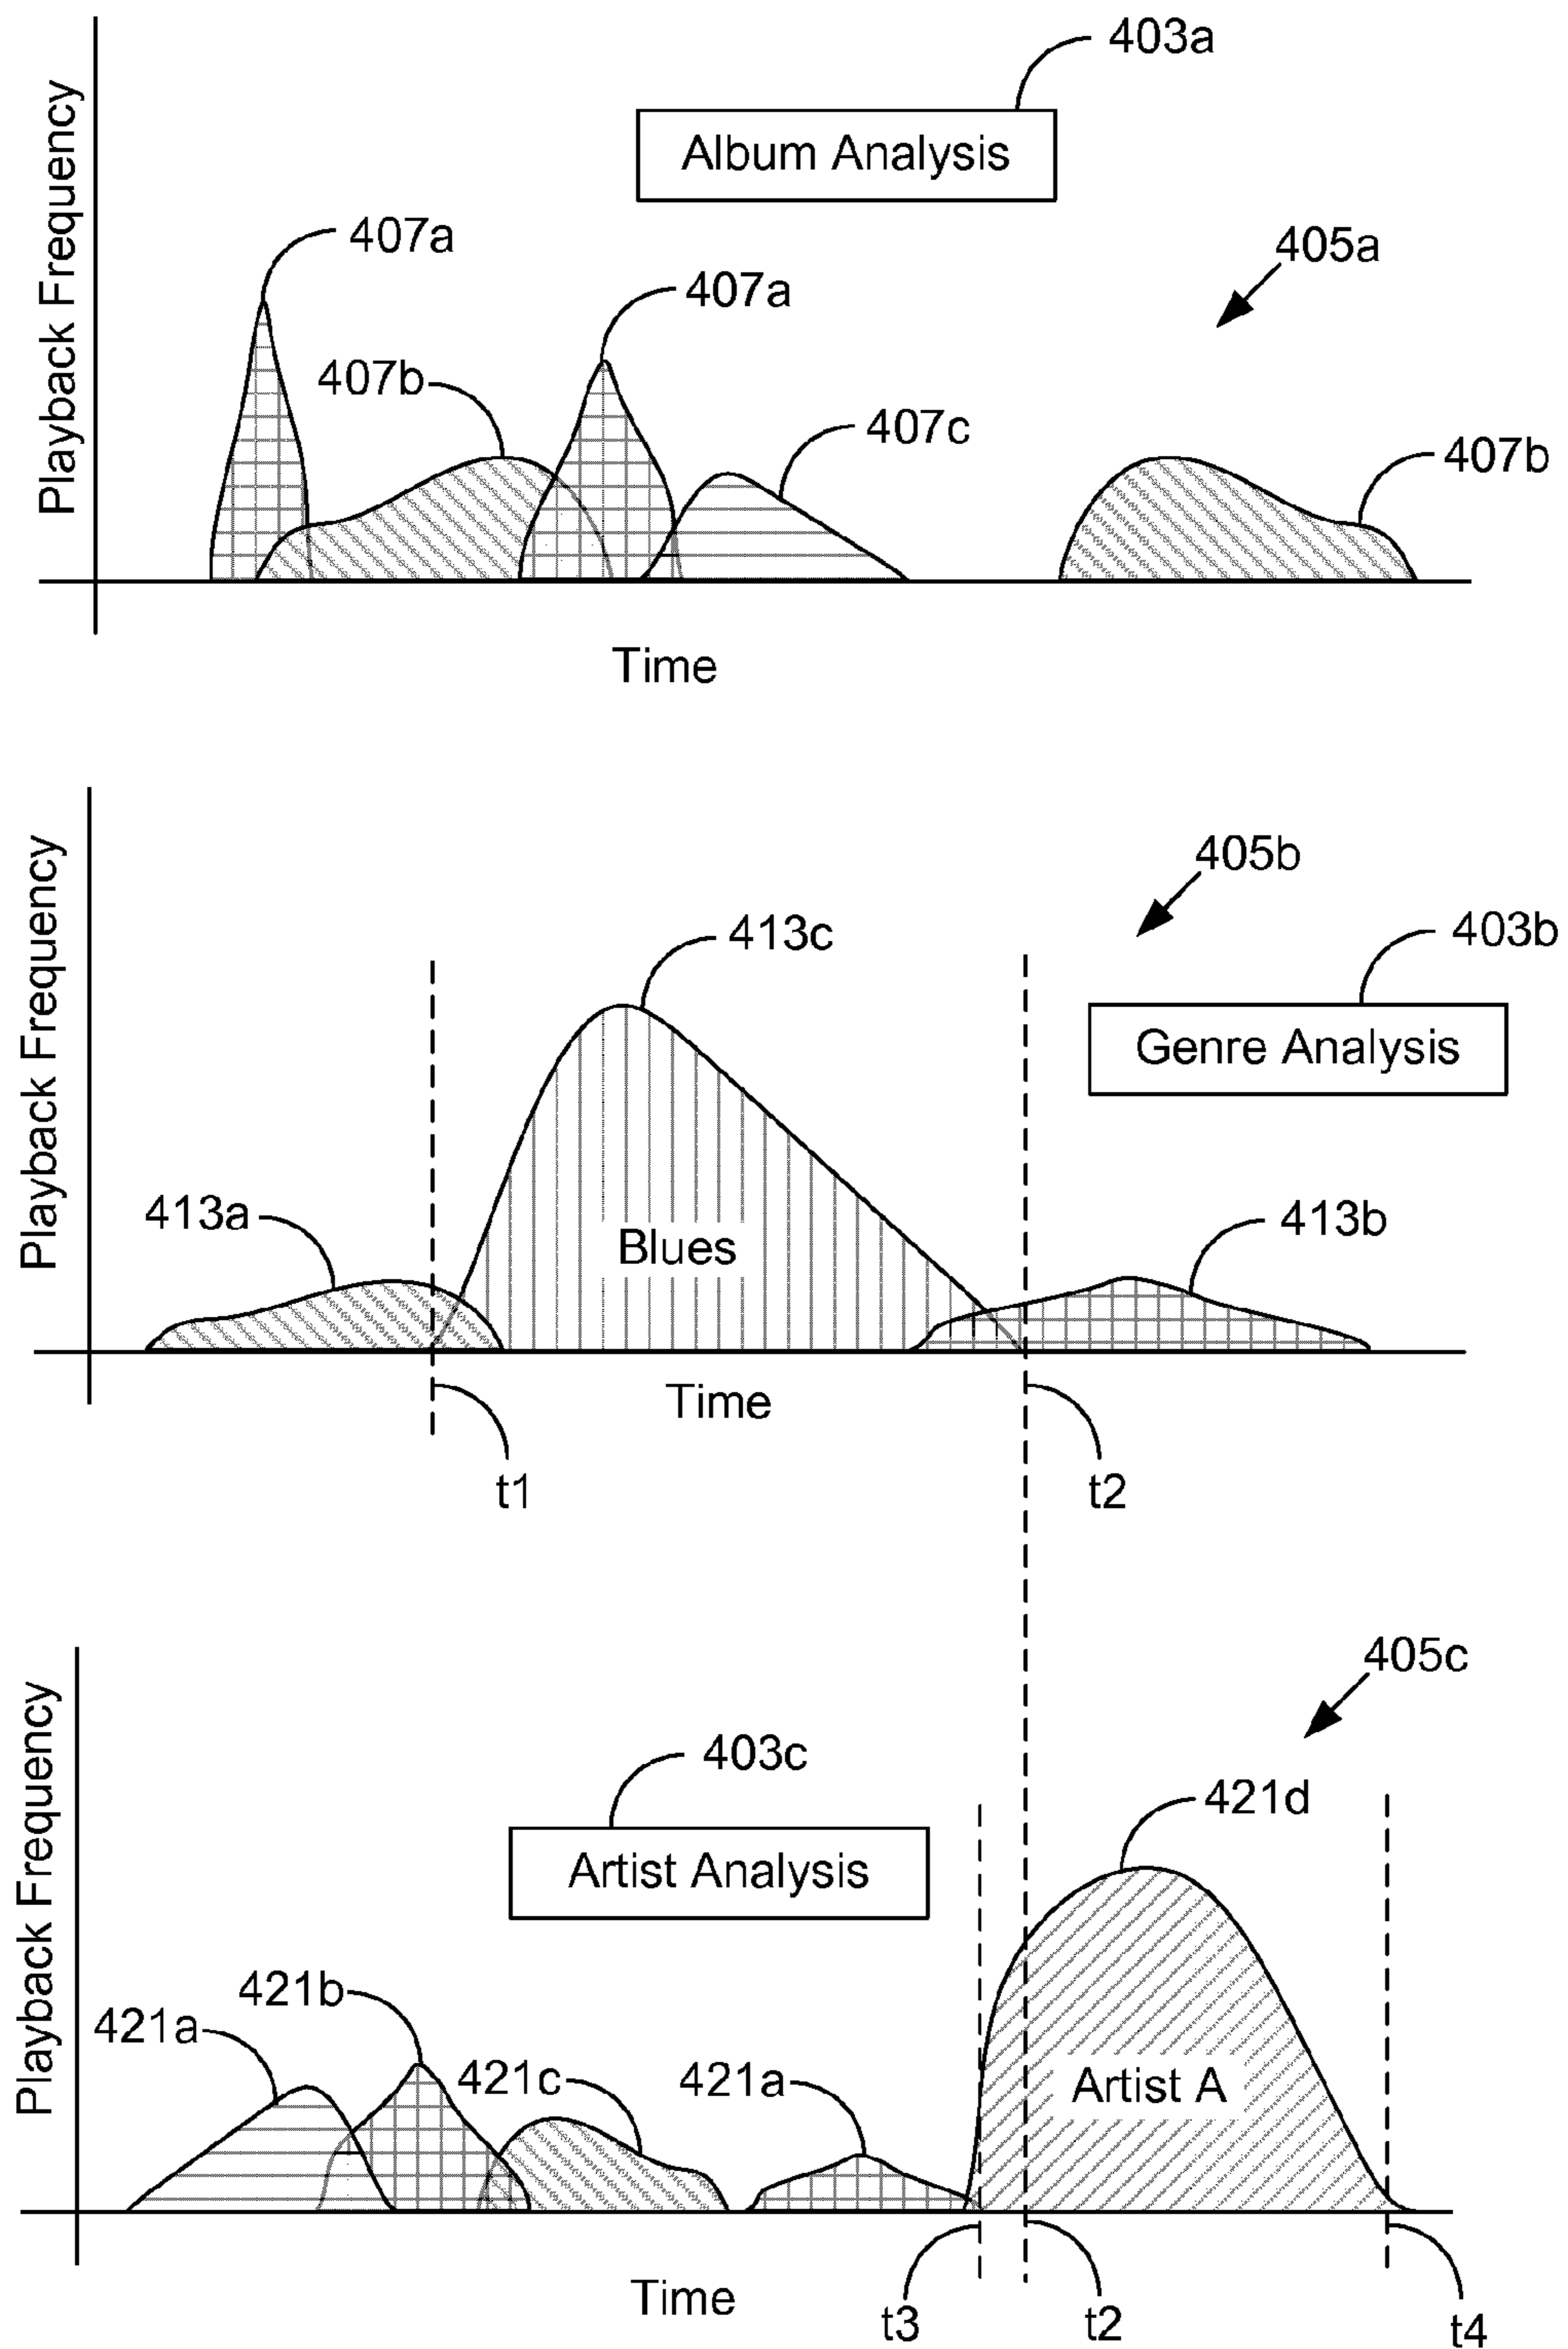 403a
Album Analysis
Playback Frequency
407a
407a
405a
407b
407c
407b
Time
405b
413c
403b
Genre Analysis
Playback Frequency
413a
Blues
413b
Time
t1
t2
405c
403c
421d
Artist Analysis
Playback Frequency
421b
421a
421c
421a
Artist A
Time
t3
t2
t4